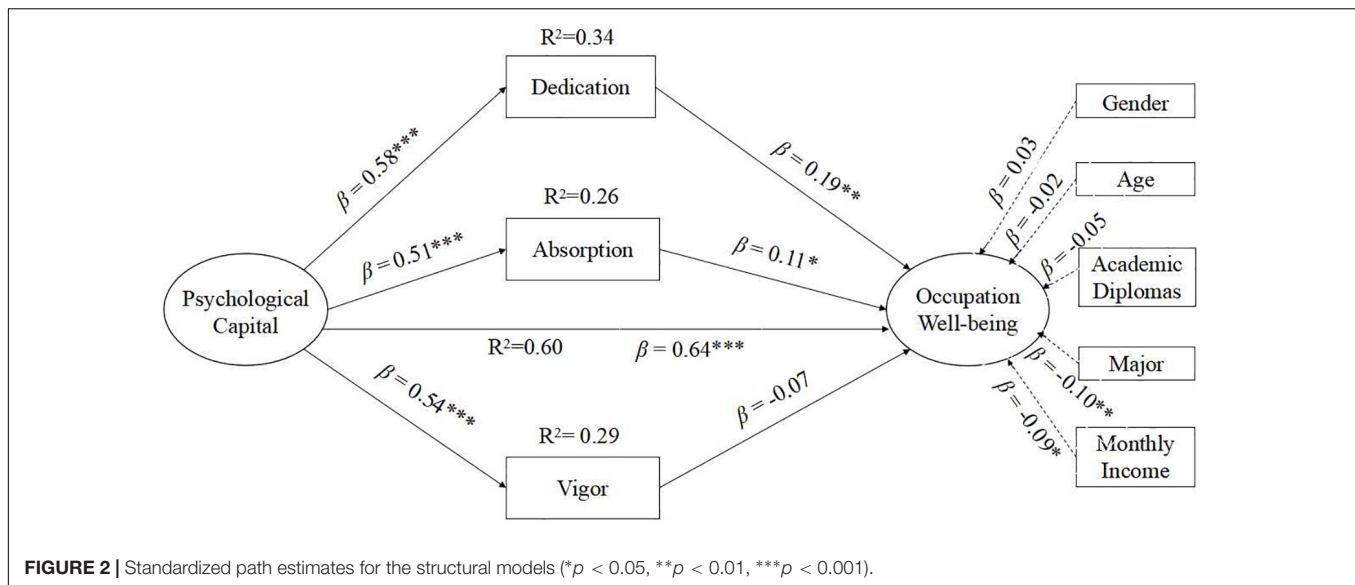 R²=0.34
Dedication
β = 0.58***
β = 0.19**
R²=0.26
Absorption
β = 0.51***
β = 0.11*
Psychological
Capital
R²=0.60
β = 0.64***
β = 0.54***
β = -0.07
R²= 0.29
Vigor
Occupation
Well-being
Gender
β = 0.03
Age
β = -0.02
Academic
Diplomas
β = -0.05
Major
β = -0.10**
Monthly
Income
β = -0.09*
FIGURE 2 | Standardized path estimates for the structural models (*p < 0.05, **p < 0.01, ***p < 0.001).